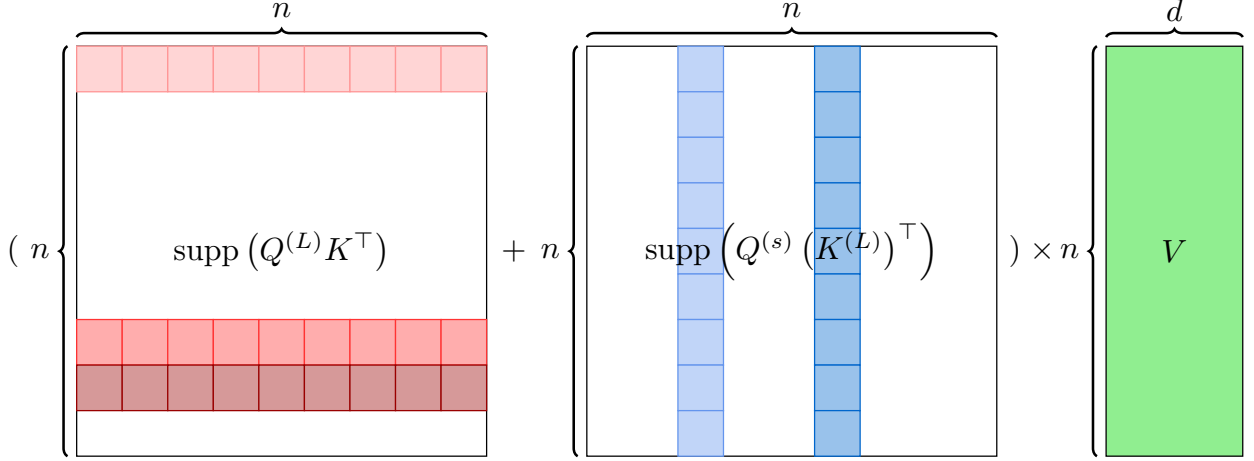 n n d
( n supp (Q^{(L)} K^⊤) + n supp (Q^{(s)} (K^{(L)})^⊤) ) × n V